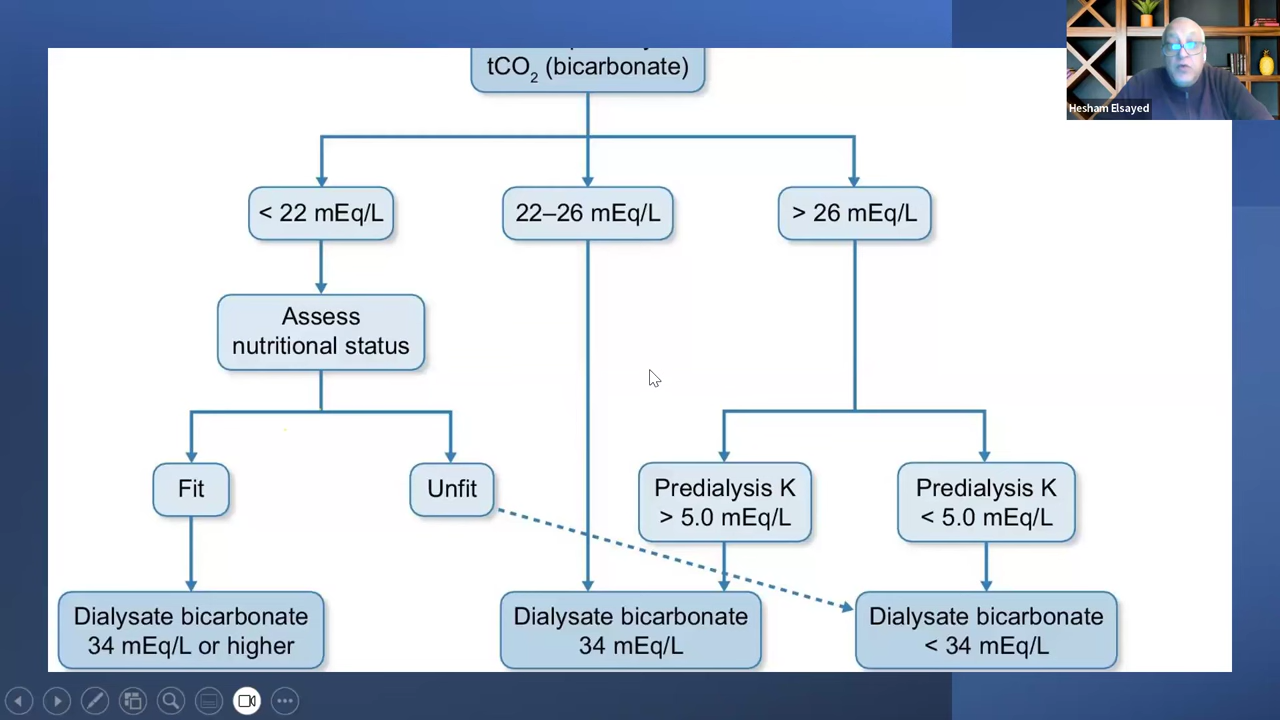 tCO2 (bicarbonate)
Hesham Elsayed
< 22 mEq/L
22–26 mEq/L
> 26 mEq/L
Assess
nutritional status
Fit
Unfit
Predialysis K
> 5.0 mEq/L
Predialysis K
< 5.0 mEq/L
Dialysate bicarbonate
34 mEq/L or higher
Dialysate bicarbonate
34 mEq/L
Dialysate bicarbonate
< 34 mEq/L